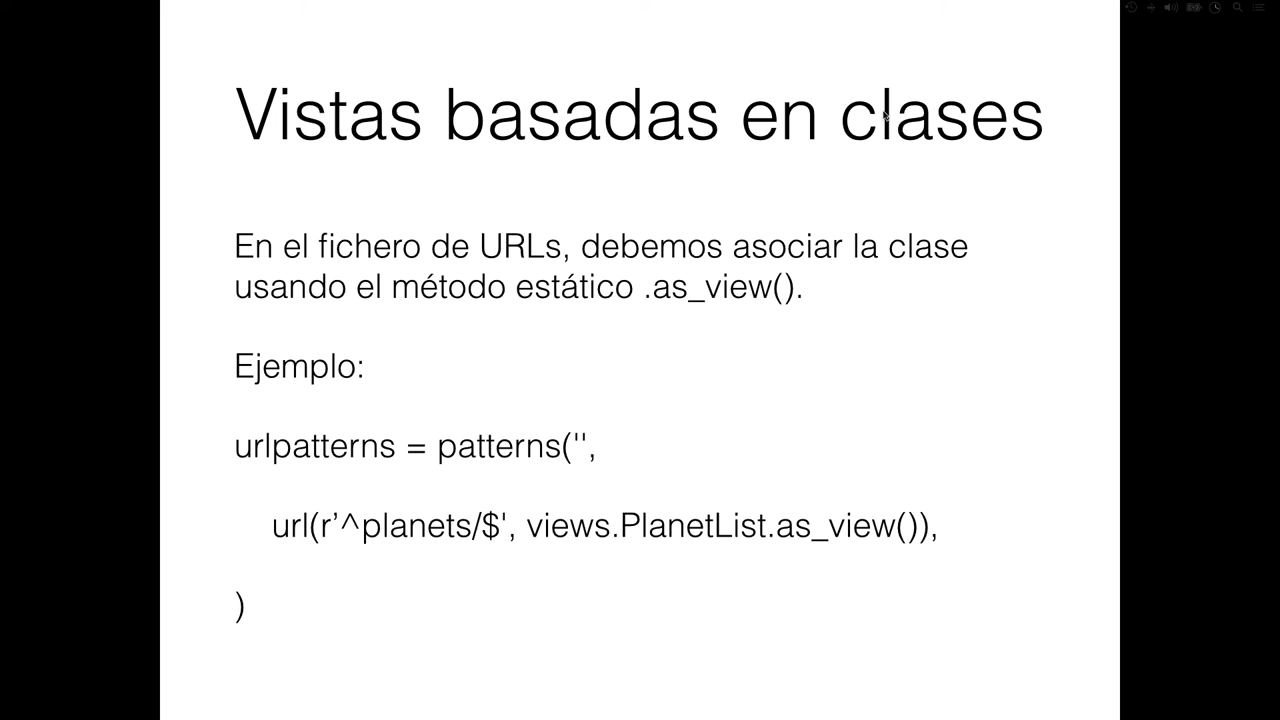 Vistas basadas en clases
En el fichero de URLs, debemos asociar la clase
usando el método estático .as_view().
Ejemplo:
urlpatterns = patterns('',
url(r’^planets/$', views.PlanetList.as_view()),
)